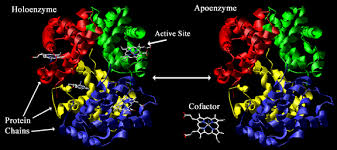 Holoenzyme
Apoenzyme
Active Site
Protein
Chains
Cofactor